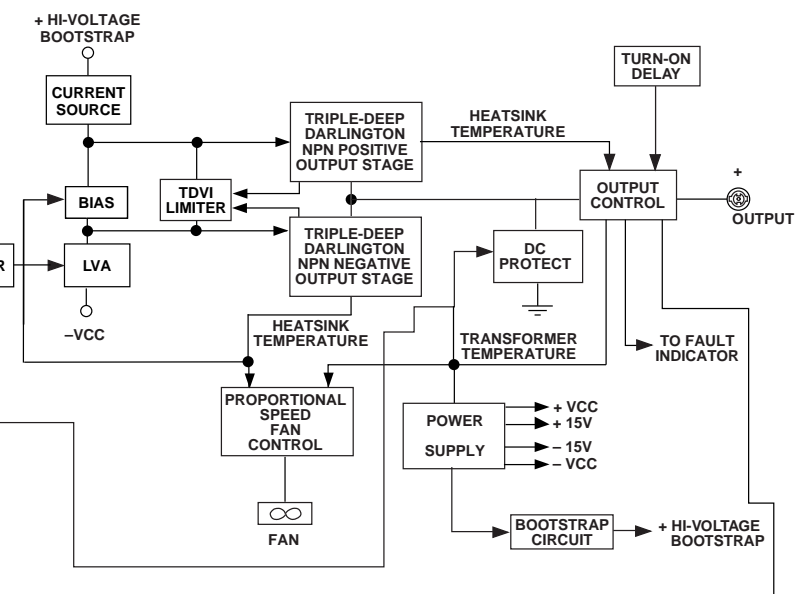 + HI-VOLTAGE
BOOTSTRAP
CURRENT
SOURCE
TURN-ON
DELAY
TRIPLE-DEEP
DARLINGTON
NPN POSITIVE
OUTPUT STAGE
HEATSINK
TEMPERATURE
BIAS
TDVI
LIMITER
OUTPUT
CONTROL
+
OUTPUT
TRIPLE-DEEP
DARLINGTON
NPN NEGATIVE
OUTPUT STAGE
DC
PROTECT
R
LVA
–VCC
HEATSINK
TEMPERATURE
TRANSFORMER
TEMPERATURE
TO FAULT
INDICATOR
PROPORTIONAL
SPEED
FAN
CONTROL
POWER
SUPPLY
+ VCC
+ 15V
– 15V
– VCC
FAN
BOOTSTRAP
CIRCUIT
+ HI-VOLTAGE
BOOTSTRAP